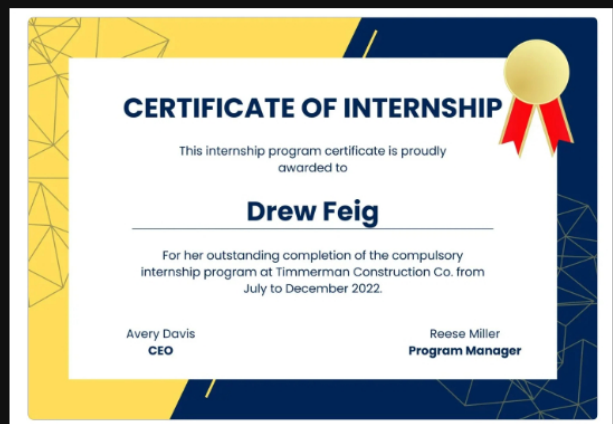 CERTIFICATE OF INTERNSHIP
This internship program certificate is proudly
awarded to
Drew Feig
For her outstanding completion of the compulsory
internship program at Timmerman Construction Co. from
July to December 2022.
Avery Davis
CEO
Reese Miller
Program Manager